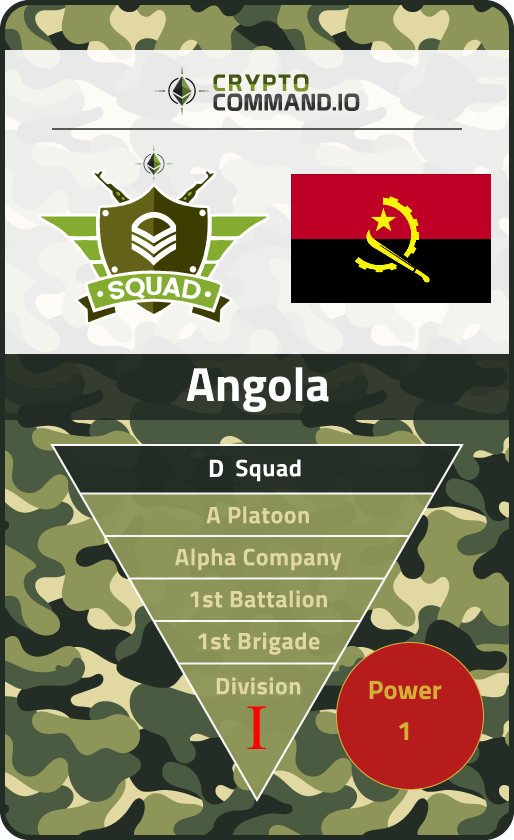 CRYPTO
COMMAND.IO
SQUAD
Angola
D Squad
A Platoon
Alpha Company
1st Battalion
1st Brigade
Division
I
Power
1